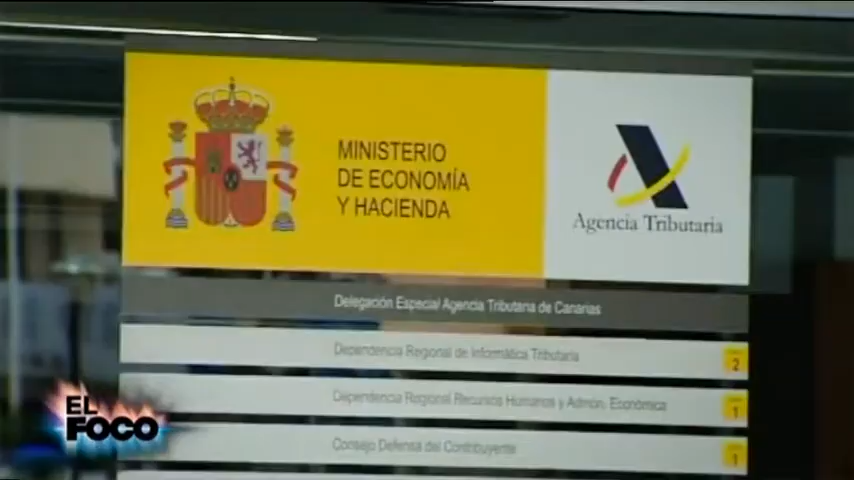 MINISTERIO
DE ECONOMÍA
Y HACIENDA
Agencia Tributaria
Delegación Especial Agencia Tributaria de Canarias
Dependencia Regional de Informática Tributaria
2
Dependencia Regional Recursos Humanos y Admón. Económica
1
Consejo Defensa del Contribuyente
1
EL
FOCO